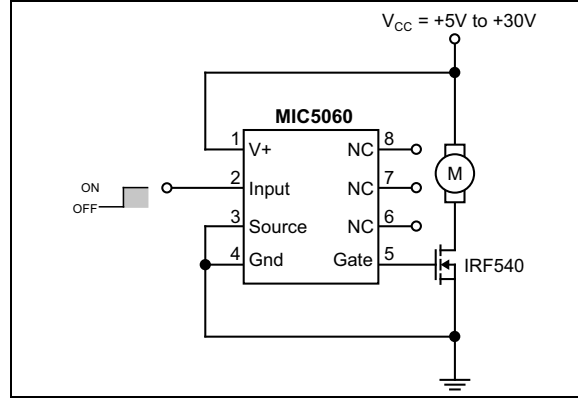 V_CC = +5V to +30V
MIC5060
1 V+ NC 8
ON
OFF
2 Input NC 7
M
3 Source NC 6
4 Gnd Gate 5
IRF540